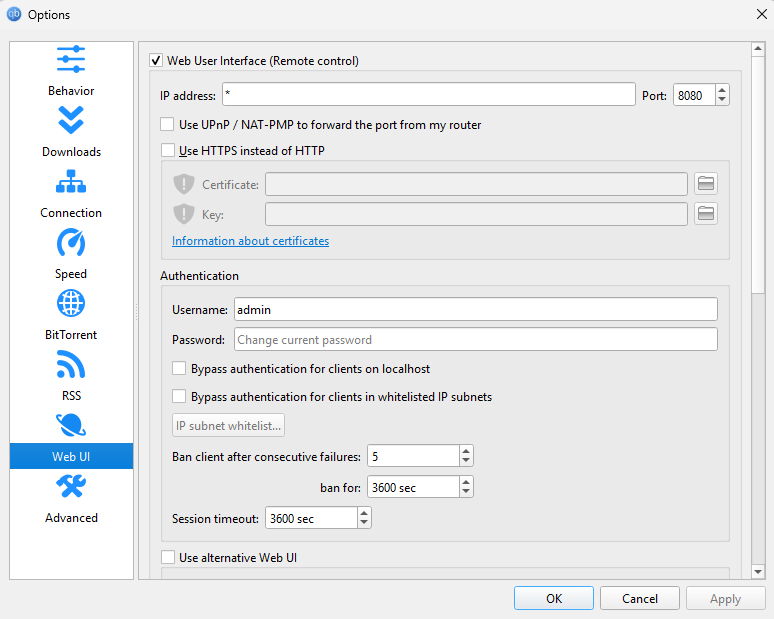 qb Options
Behavior
Downloads
Connection
Speed
BitTorrent
RSS
Web UI
Advanced
Web User Interface (Remote control)
IP address: * Port: 8080
Use UPnP / NAT-PMP to forward the port from my router
Use HTTPS instead of HTTP
Certificate:
Key:
Information about certificates
Authentication
Username: admin
Password: Change current password
Bypass authentication for clients on localhost
Bypass authentication for clients in whitelisted IP subnets
IP subnet whitelist...
Ban client after consecutive failures: 5
ban for: 3600 sec
Session timeout: 3600 sec
Use alternative Web UI
OK Cancel Apply